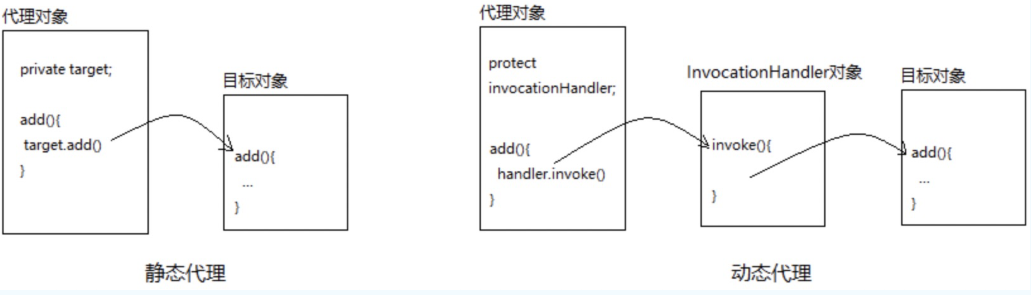 代理对象
private target;
add(){
target.add()
}
目标对象
add(){
...
}
静态代理
代理对象
protect
invocationHandler;
add(){
handler.invoke()
}
InvocationHandler对象
invoke(){
}
目标对象
add(){
...
}
动态代理